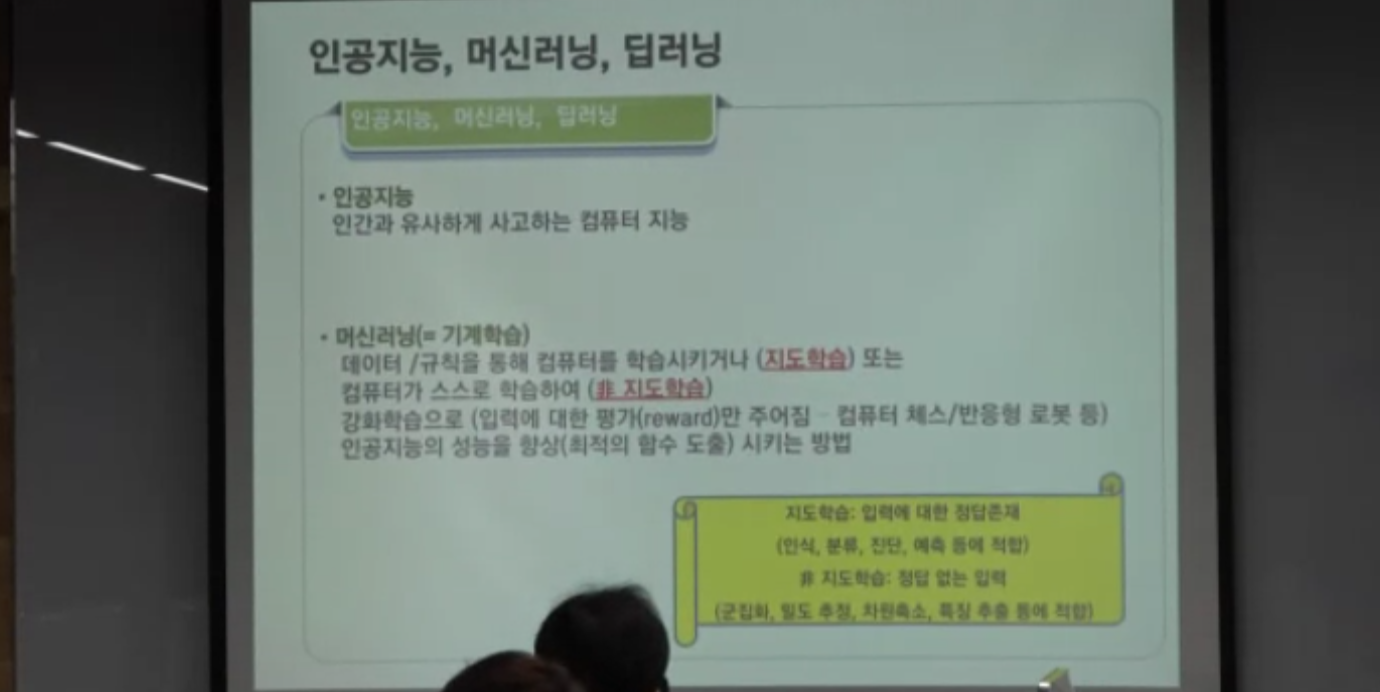 인공지능, 머신러닝, 딥러닝
인공지능, 머신러닝, 딥러닝
• 인공지능
인간과 유사하게 사고하는 컴퓨터 지능
• 머신러닝(= 기계학습)
데이터 /규칙을 통해 컴퓨터를 학습시키거나 (지도학습) 또는
컴퓨터가 스스로 학습하여 (非 지도학습)
강화학습으로 (입력에 대한 평가(reward)만 주어짐 – 컴퓨터 체스/반응형 로봇 등)
인공지능의 성능을 향상(최적의 함수 도출) 시키는 방법
지도학습: 입력에 대한 정답존재
(인식, 분류, 진단, 예측 등에 적합)
非 지도학습: 정답 없는 입력
(군집화, 밀도 추정, 차원축소, 특징 추출 등에 적합)